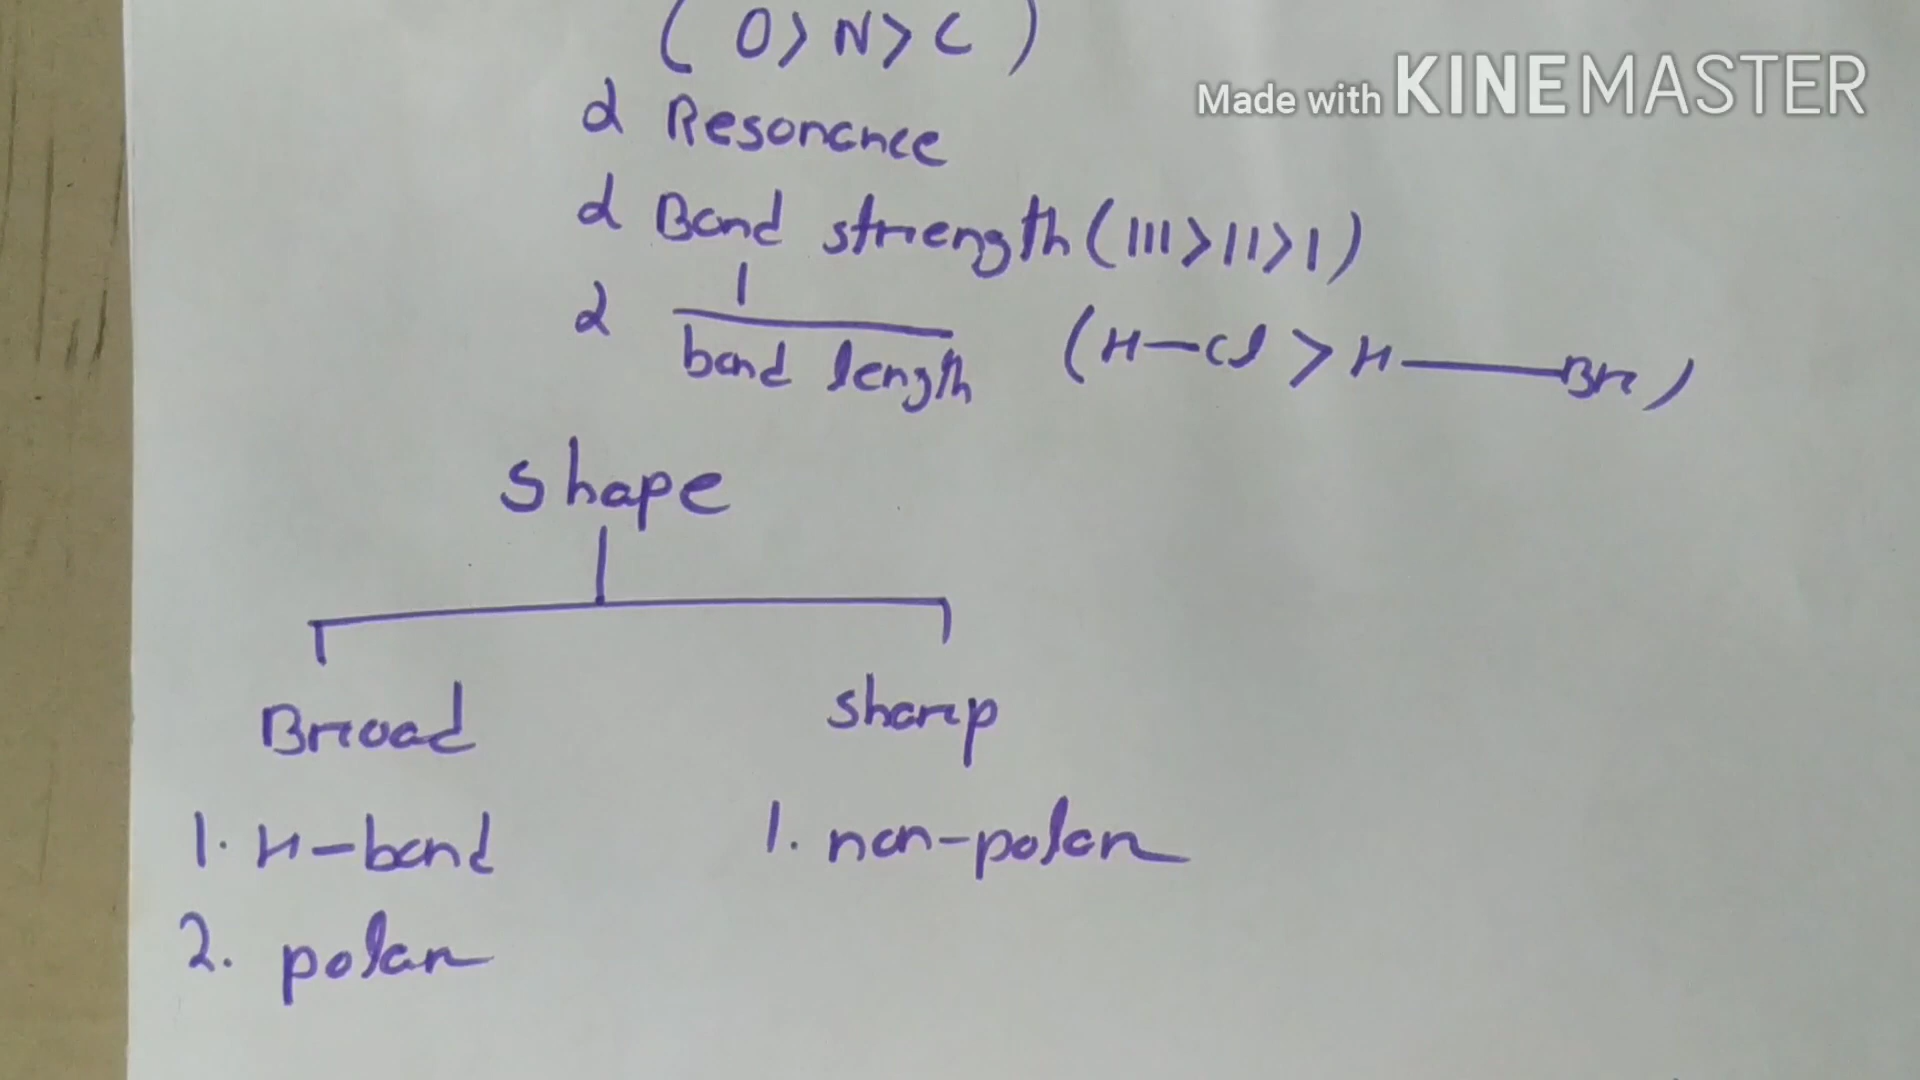 ( O > N > C )
Made with KINEMASTER
α Resonance
α Bond strength ( III > II > I )
α 1 / bond length ( H—Cl > H——Br )
Shape
Broad sharp
1. H-bond 1. non-polar
2. polar